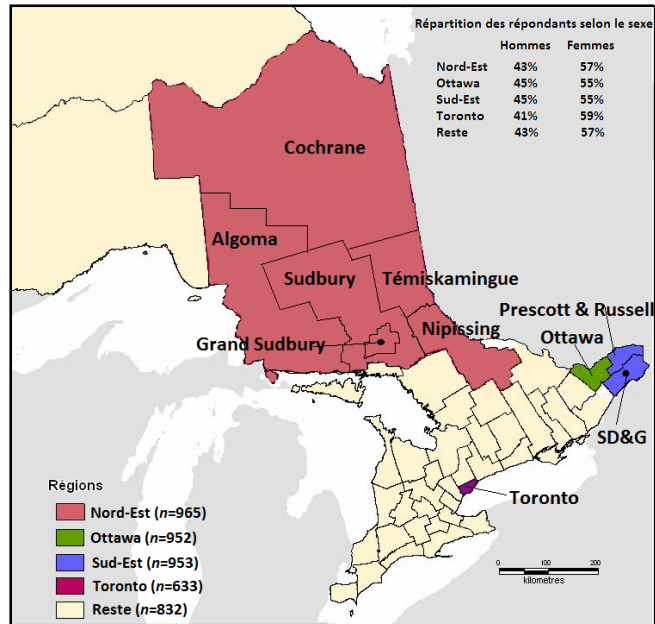 Répartition des répondants selon le sexe
Hommes Femmes
Nord-Est 43% 57%
Ottawa 45% 55%
Sud-Est 45% 55%
Toronto 41% 59%
Reste 43% 57%
Cochrane
Algoma
Sudbury
Témiskamingue
Prescott & Russell
Grand Sudbury
Nipissing
Ottawa
SD&G
Toronto
Régions
Nord-Est (n=965)
Ottawa (n=952)
Sud-Est (n=953)
Toronto (n=633)
Reste (n=832)
0 100 200
kilometres